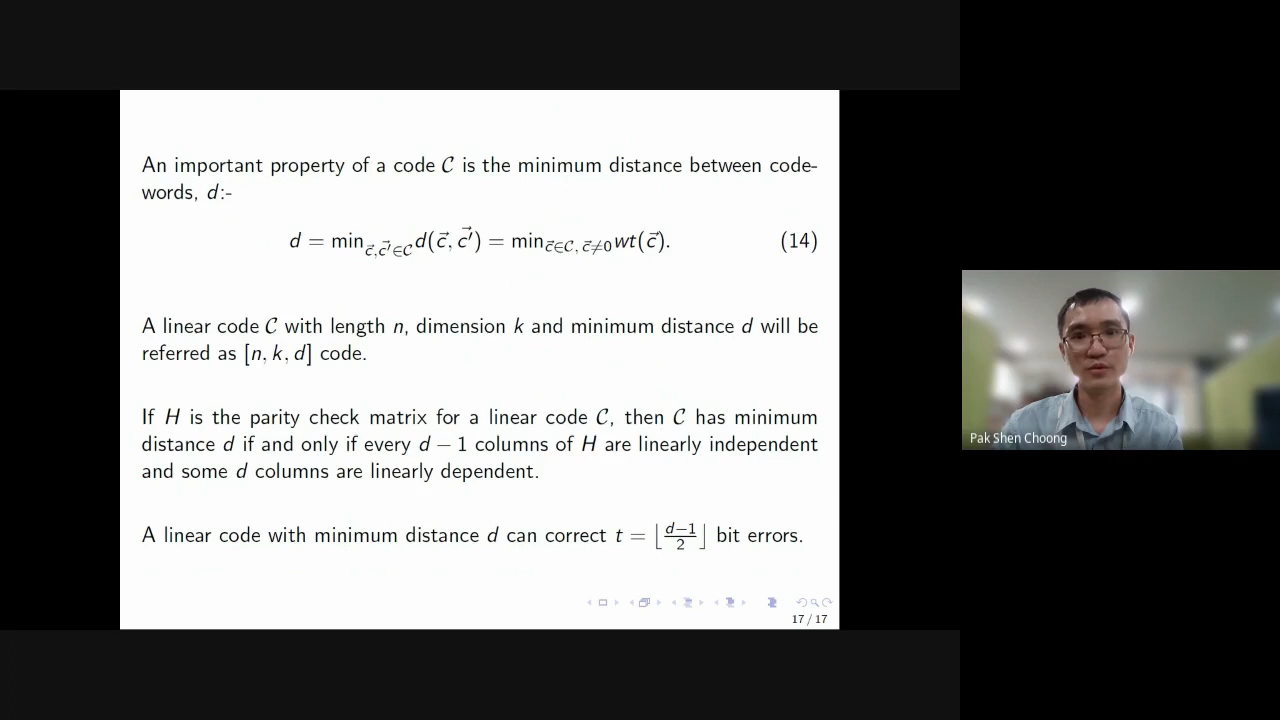 An important property of a code 𝒞 is the minimum distance between code-
words, d:-
d = min_{c⃗,c⃗′∈𝒞} d(c⃗, c⃗′) = min_{c⃗∈𝒞, c⃗≠0} wt(c⃗). (14)
A linear code 𝒞 with length n, dimension k and minimum distance d will be
referred as [n, k, d] code.
If H is the parity check matrix for a linear code 𝒞, then 𝒞 has minimum
distance d if and only if every d − 1 columns of H are linearly independent
and some d columns are linearly dependent.
A linear code with minimum distance d can correct t = ⌊(d−1)/2⌋ bit errors.
17 / 17
Pak Shen Choong